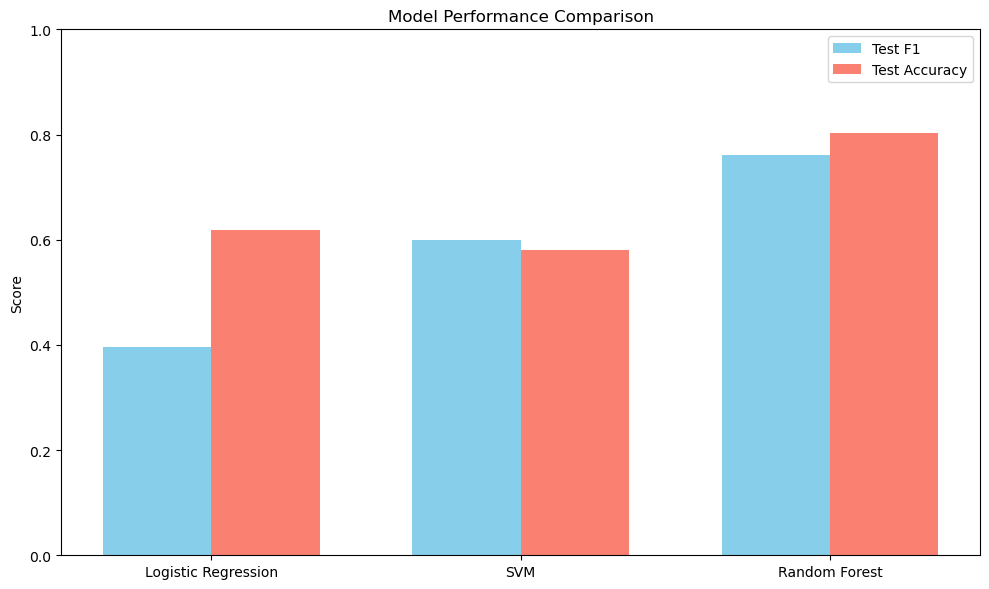 Model Performance Comparison
Test F1
Test Accuracy
Score
1.0
0.8
0.6
0.4
0.2
0.0
Logistic Regression
SVM
Random Forest